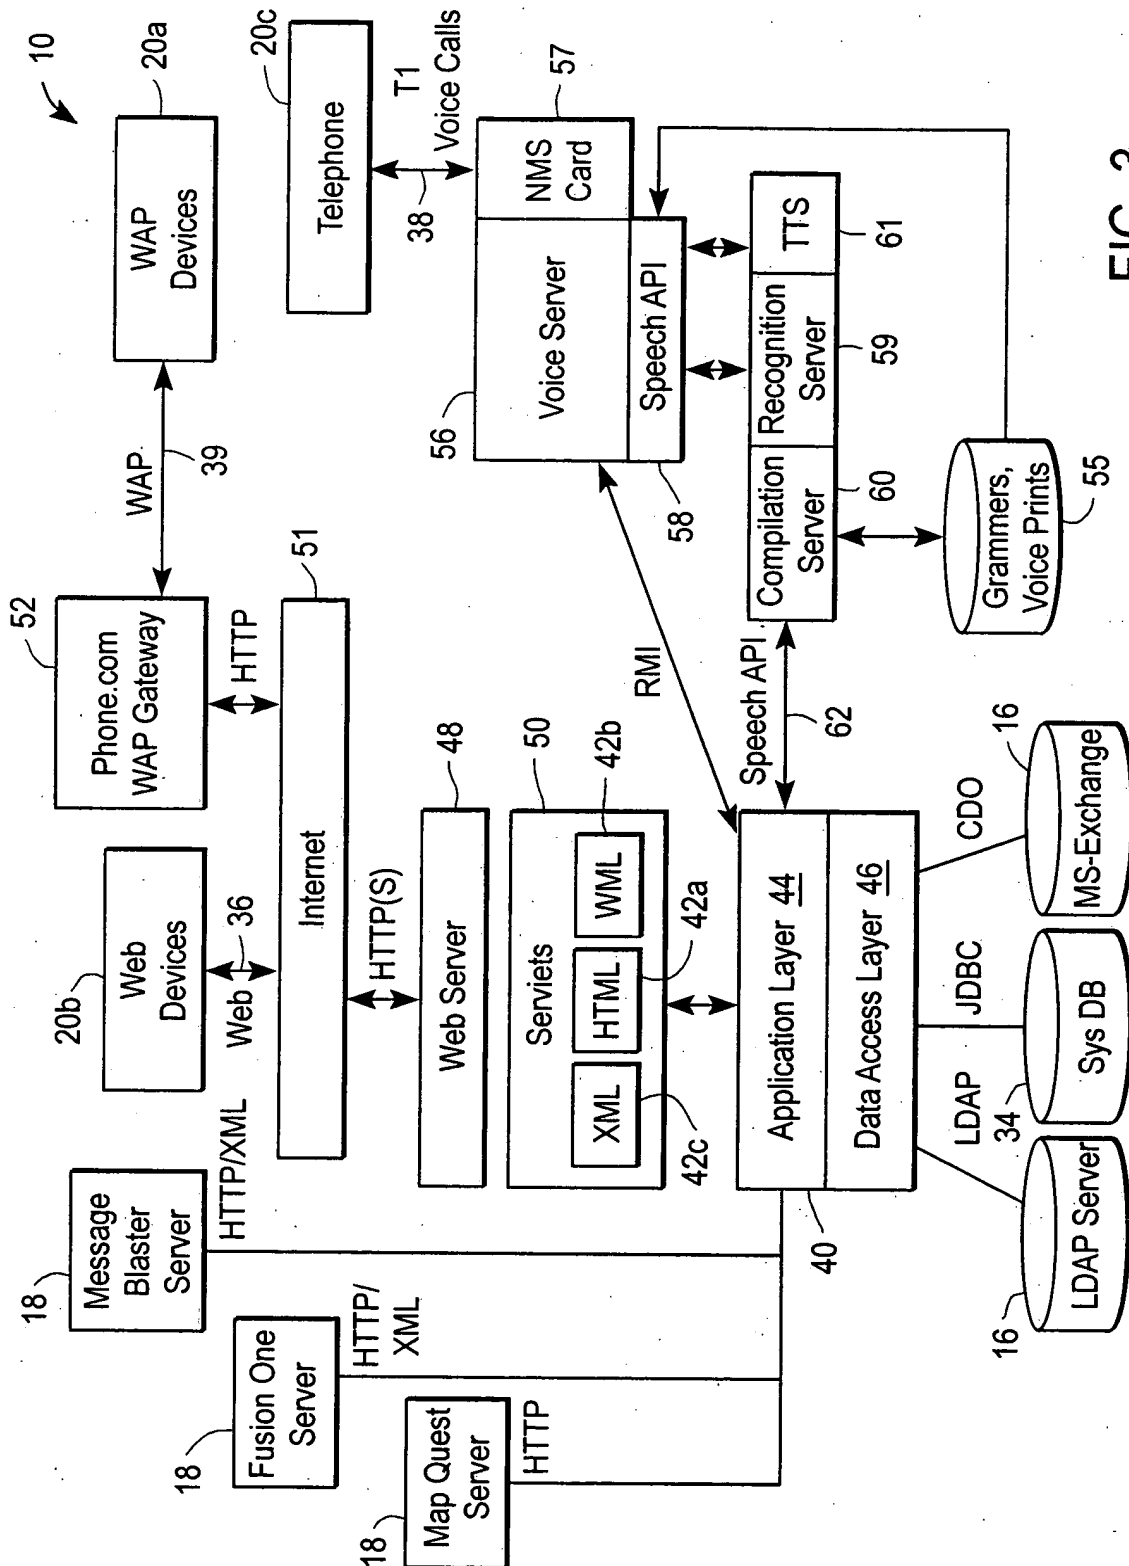 10
18
Message
Blaster
Server
HTTP/XML
20b
Web
Devices
Web
36
52
Phone.com
WAP Gateway
HTTP
WAP
39
WAP
Devices
20a
18
Fusion One
Server
HTTP/
XML
Internet
51
Telephone
20c
38
T1
Voice Calls
18
Map Quest
Server
HTTP
HTTP(S)
Web Server
48
Serviets
50
XML
HTML
WML
42c
42a
42b
56
Voice Server
NMS
Card
57
Speech API
58
RMI
Application Layer 44
Data Access Layer 46
40
Speech API
62
Compilation
Server
Recognition
Server
TTS
60
59
61
Grammers,
Voice Prints
55
LDAP
JDBC
CDO
16
LDAP Server
34
Sys DB
16
MS-Exchange